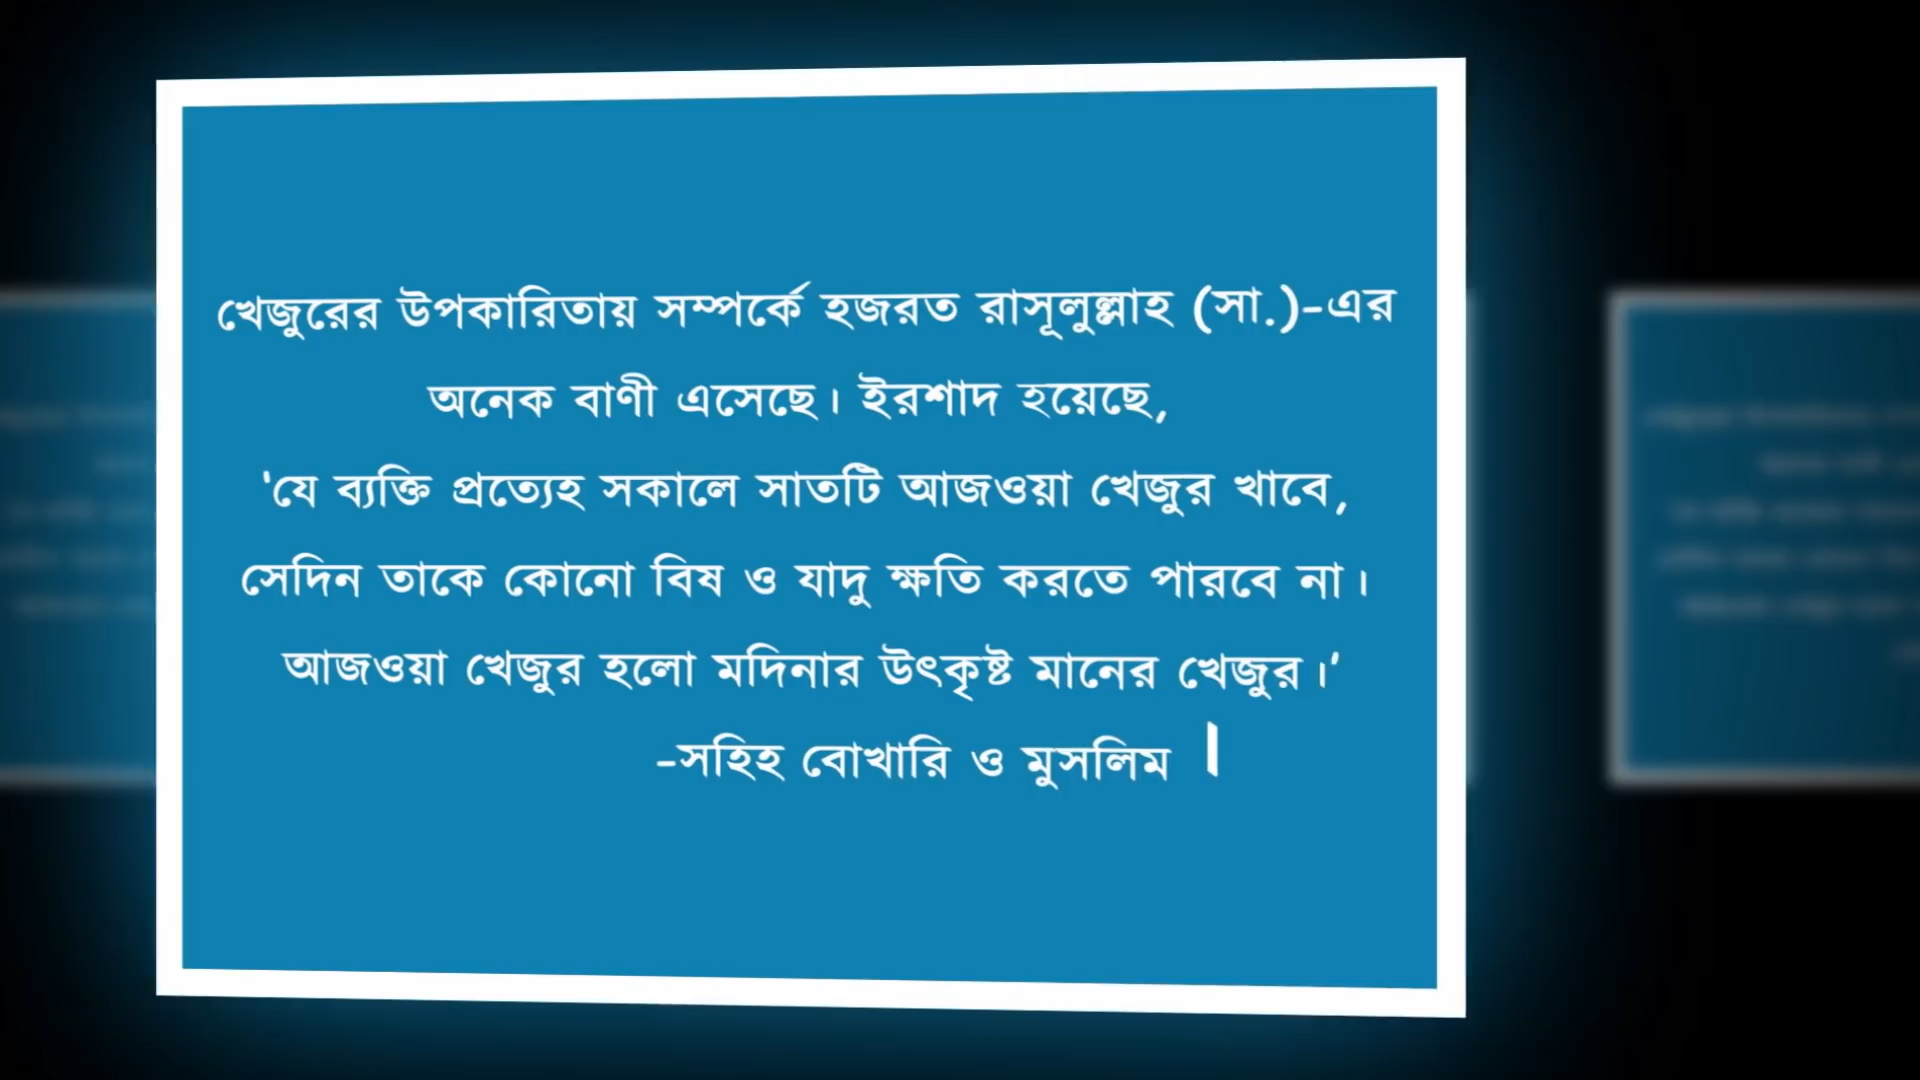 খেজুরের উপকারিতায় সম্পর্কে হজরত রাসূলুল্লাহ (সা.)-এর
অনেক বাণী এসেছে। ইরশাদ হয়েছে,
‘যে ব্যক্তি প্রত্যেহ সকালে সাতটি আজওয়া খেজুর খাবে,
সেদিন তাকে কোনো বিষ ও যাদু ক্ষতি করতে পারবে না।
আজওয়া খেজুর হলো মদিনার উৎকৃষ্ট মানের খেজুর।’
-সহিহ বোখারি ও মুসলিম ।